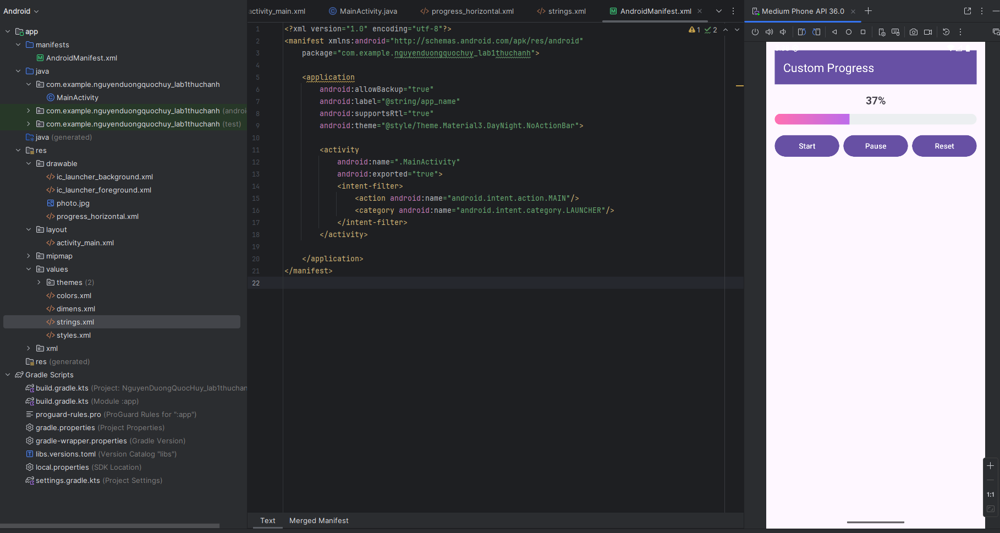 Android
app
manifests
AndroidManifest.xml
java
com.example.nguyenduongquochuy_lab1thuchanh
MainActivity
com.example.nguyenduongquochuy_lab1thuchanh
com.example.nguyenduongquochuy_lab1thuchanh (test)
java (generated)
res
drawable
ic_launcher_background.xml
ic_launcher_foreground.xml
photo.jpg
progress_horizontal.xml
layout
activity_main.xml
mipmap
values
themes (2)
colors.xml
dimens.xml
strings.xml
styles.xml
xml
res (generated)
Gradle Scripts
build.gradle.kts (Project: NguyenDuongQuocHuy_lab1thuchan
build.gradle.kts (Module :app)
proguard-rules.pro (ProGuard Rules for ":app")
gradle.properties (Project Properties)
gradle-wrapper.properties (Gradle Version)
libs.versions.toml (Version Catalog "libs")
local.properties (SDK Location)
settings.gradle.kts (Project Settings)
activity_main.xml MainActivity.java progress_horizontal.xml strings.xml AndroidManifest.xml
1 2
1 <?xml version="1.0" encoding="utf-8"?>
2 <manifest xmlns:android="http://schemas.android.com/apk/res/android"
3 package="com.example.nguyenduongquochuy_lab1thuchanh">
4
5 <application
6 android:allowBackup="true"
7 android:label="@string/app_name"
8 android:supportsRtl="true"
9 android:theme="@style/Theme.Material3.DayNight.NoActionBar">
10
11 <activity
12 android:name=".MainActivity"
13 android:exported="true">
14 <intent-filter>
15 <action android:name="android.intent.action.MAIN"/>
16 <category android:name="android.intent.category.LAUNCHER"/>
17 </intent-filter>
18 </activity>
19
20 </application>
21 </manifest>
22
Text Merged Manifest
Medium Phone API 36.0
Custom Progress
37%
Start Pause Reset
1:1